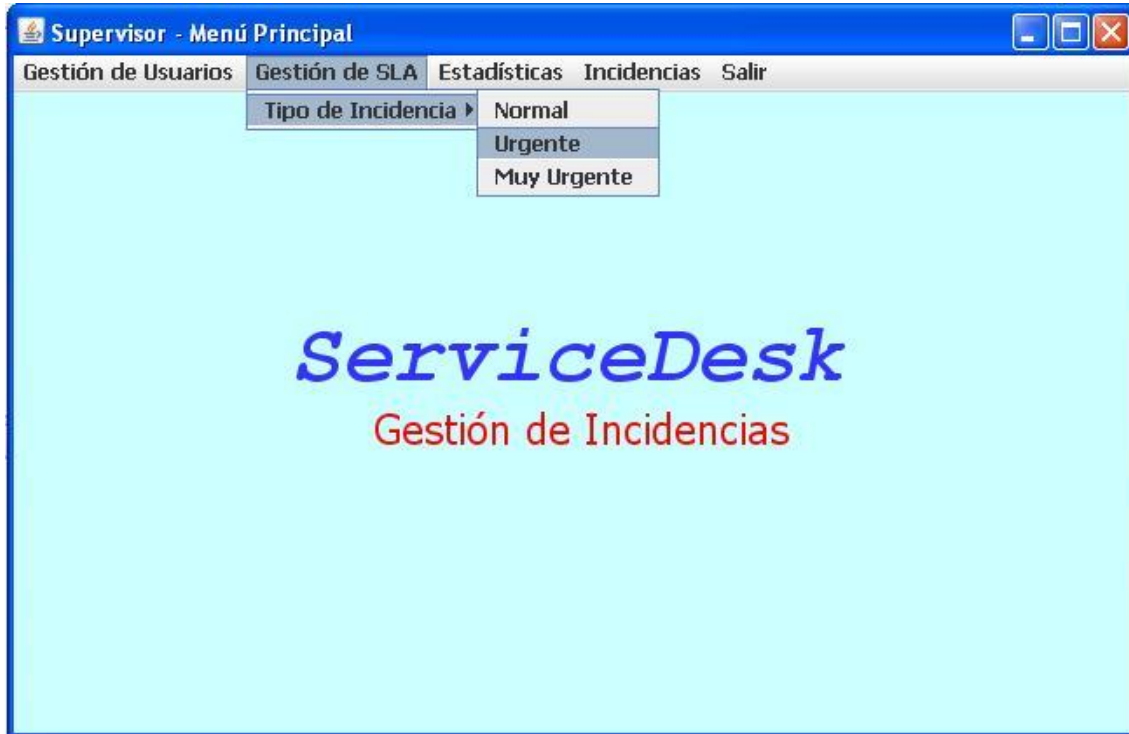 Supervisor - Menú Principal
Gestión de Usuarios Gestión de SLA Estadísticas Incidencias Salir
Tipo de Incidencia Normal
Urgente
Muy Urgente
ServiceDesk
Gestión de Incidencias